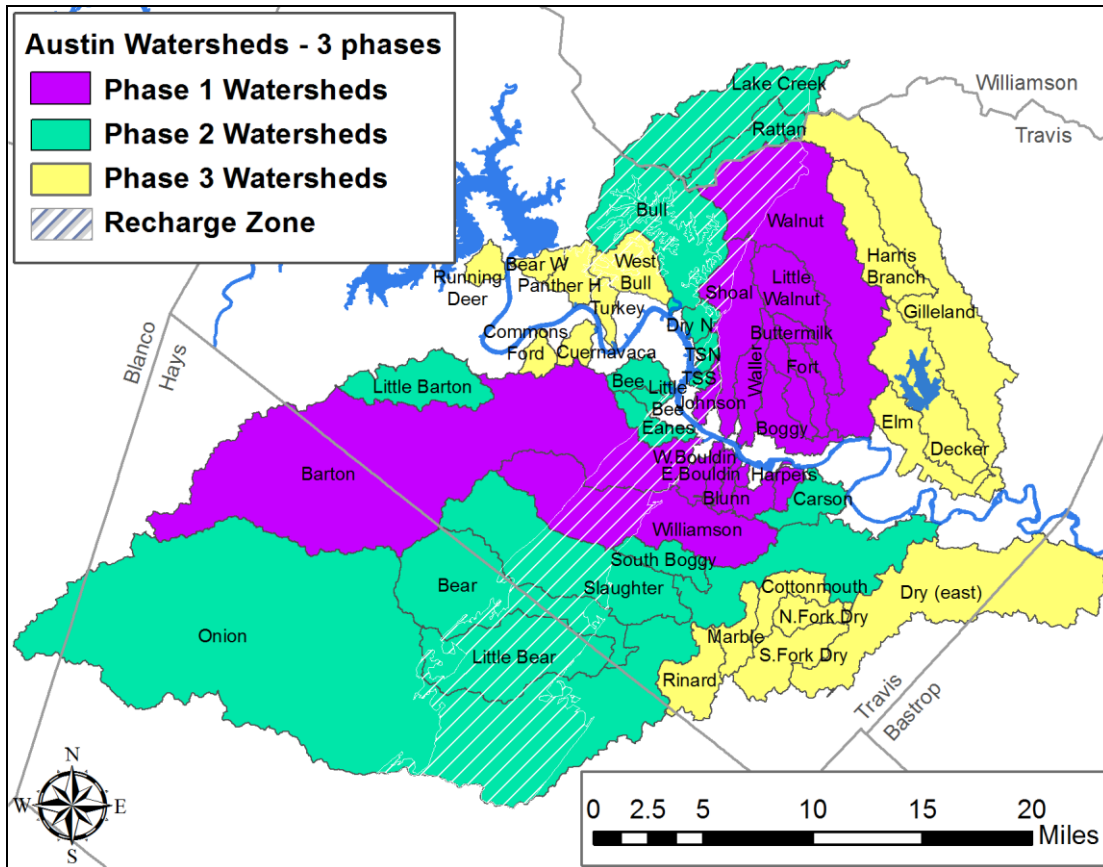 Austin Watersheds - 3 phases
Phase 1 Watersheds
Phase 2 Watersheds
Phase 3 Watersheds
Recharge Zone
Williamson
Travis
Lake Creek
Rattan
Bull
Walnut
Harris
Branch
Running
Deer
Bear W
Panther H
West
Bull
Turkey
Shoal
Little
Walnut
Gilleland
Commons
Ford
Cuernavaca
Dry N
Buttermilk
TSN
TSS
Waller
Fort
Blanco
Hays
Little Barton
Bee
Little
Bee
Eanes
Johnson
Boggy
Elm
Decker
Barton
W.Bouldin
E.Bouldin
Harpers
Blunn
Carson
Williamson
South Boggy
Bear
Slaughter
Cottonmouth
Dry (east)
N.Fork Dry
Onion
Little Bear
Marble
S.Fork Dry
Rinard
Travis
Bastrop
N
W
E
S
0 2.5 5 10 15 20
Miles